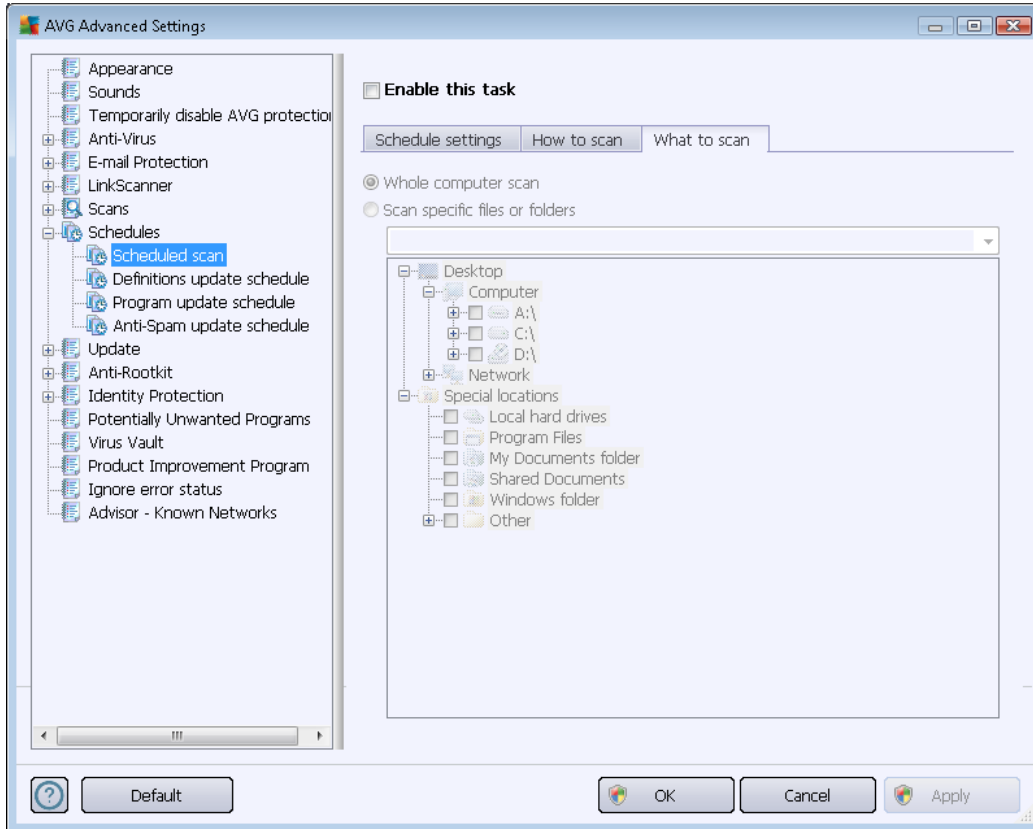 AVG Advanced Settings
Appearance
Sounds
Temporarily disable AVG protection
Anti-Virus
E-mail Protection
LinkScanner
Scans
Schedules
Scheduled scan
Definitions update schedule
Program update schedule
Anti-Spam update schedule
Update
Anti-Rootkit
Identity Protection
Potentially Unwanted Programs
Virus Vault
Product Improvement Program
Ignore error status
Advisor - Known Networks
Enable this task
Schedule settings How to scan What to scan
Whole computer scan
Scan specific files or folders
Desktop
Computer
A:\
C:\
D:\
Network
Special locations
Local hard drives
Program Files
My Documents folder
Shared Documents
Windows folder
Other
? Default OK Cancel Apply